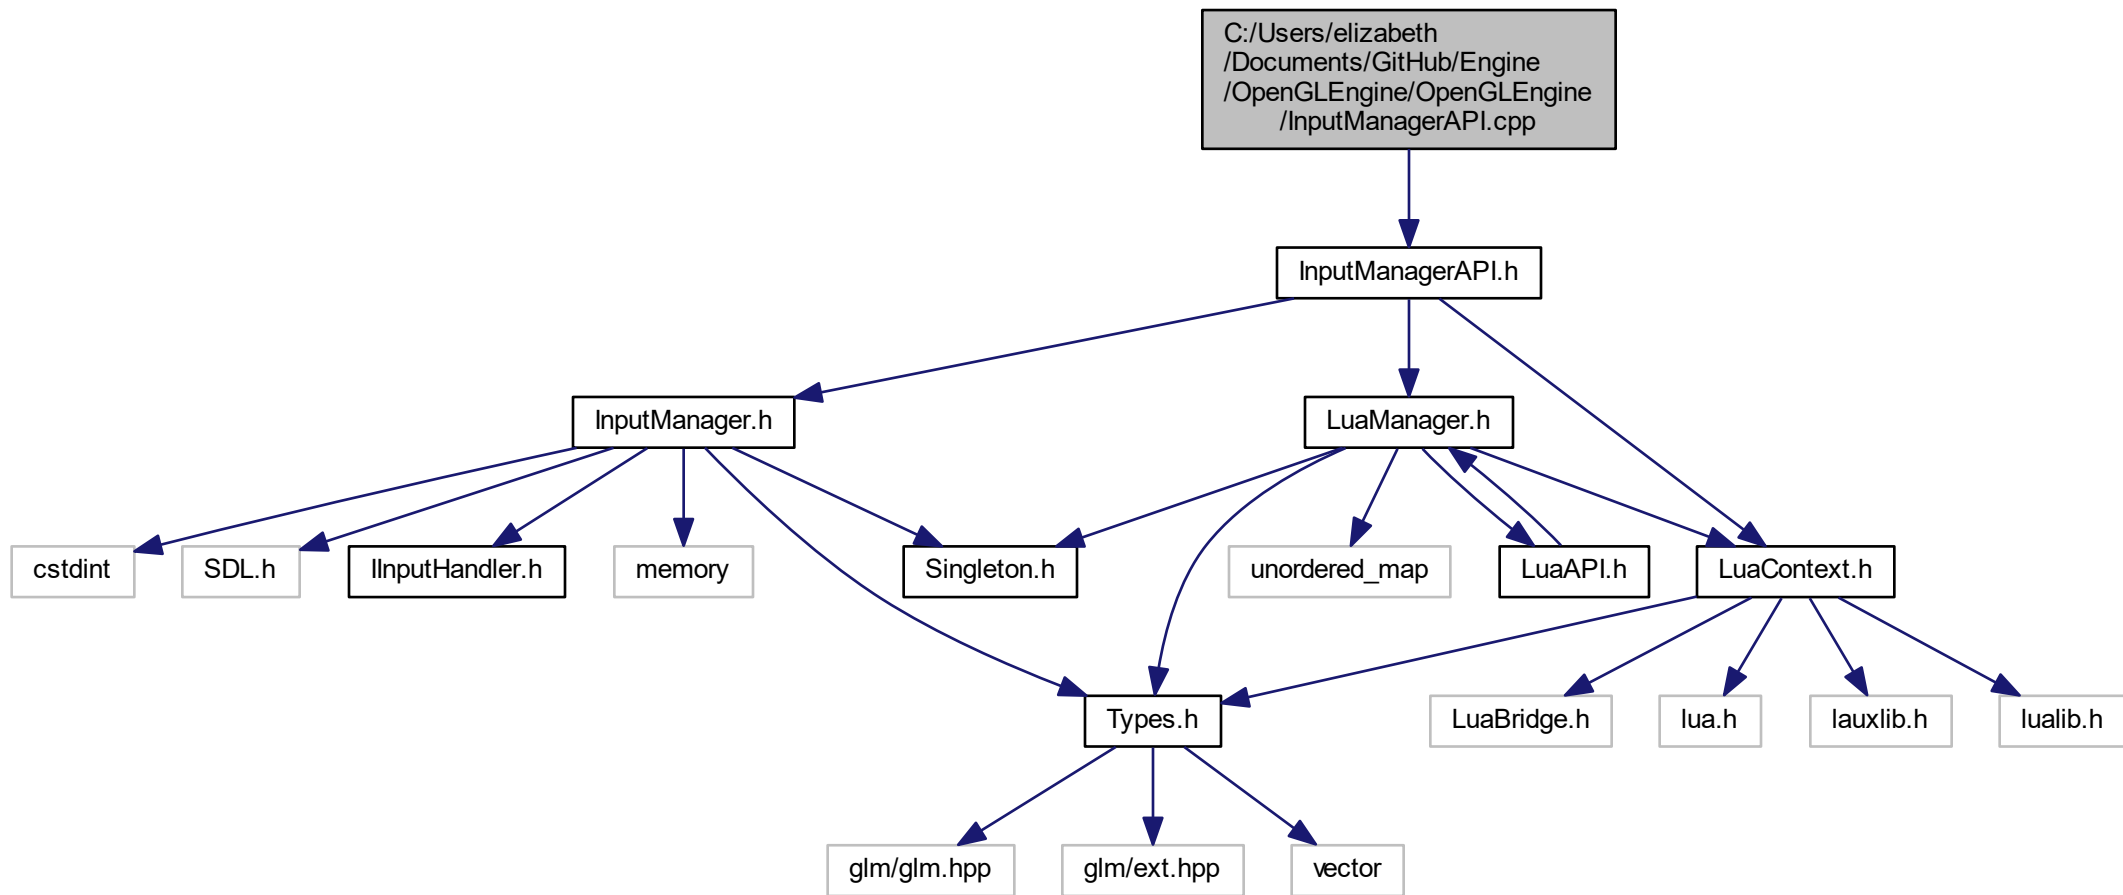 C:/Users/elizabeth
/Documents/GitHub/Engine
/OpenGLEngine/OpenGLEngine
/InputManagerAPI.cpp
InputManagerAPI.h
InputManager.h
LuaManager.h
cstdint
SDL.h
IInputHandler.h
memory
Singleton.h
unordered_map
LuaAPI.h
LuaContext.h
Types.h
LuaBridge.h
lua.h
lauxlib.h
lualib.h
glm/glm.hpp
glm/ext.hpp
vector